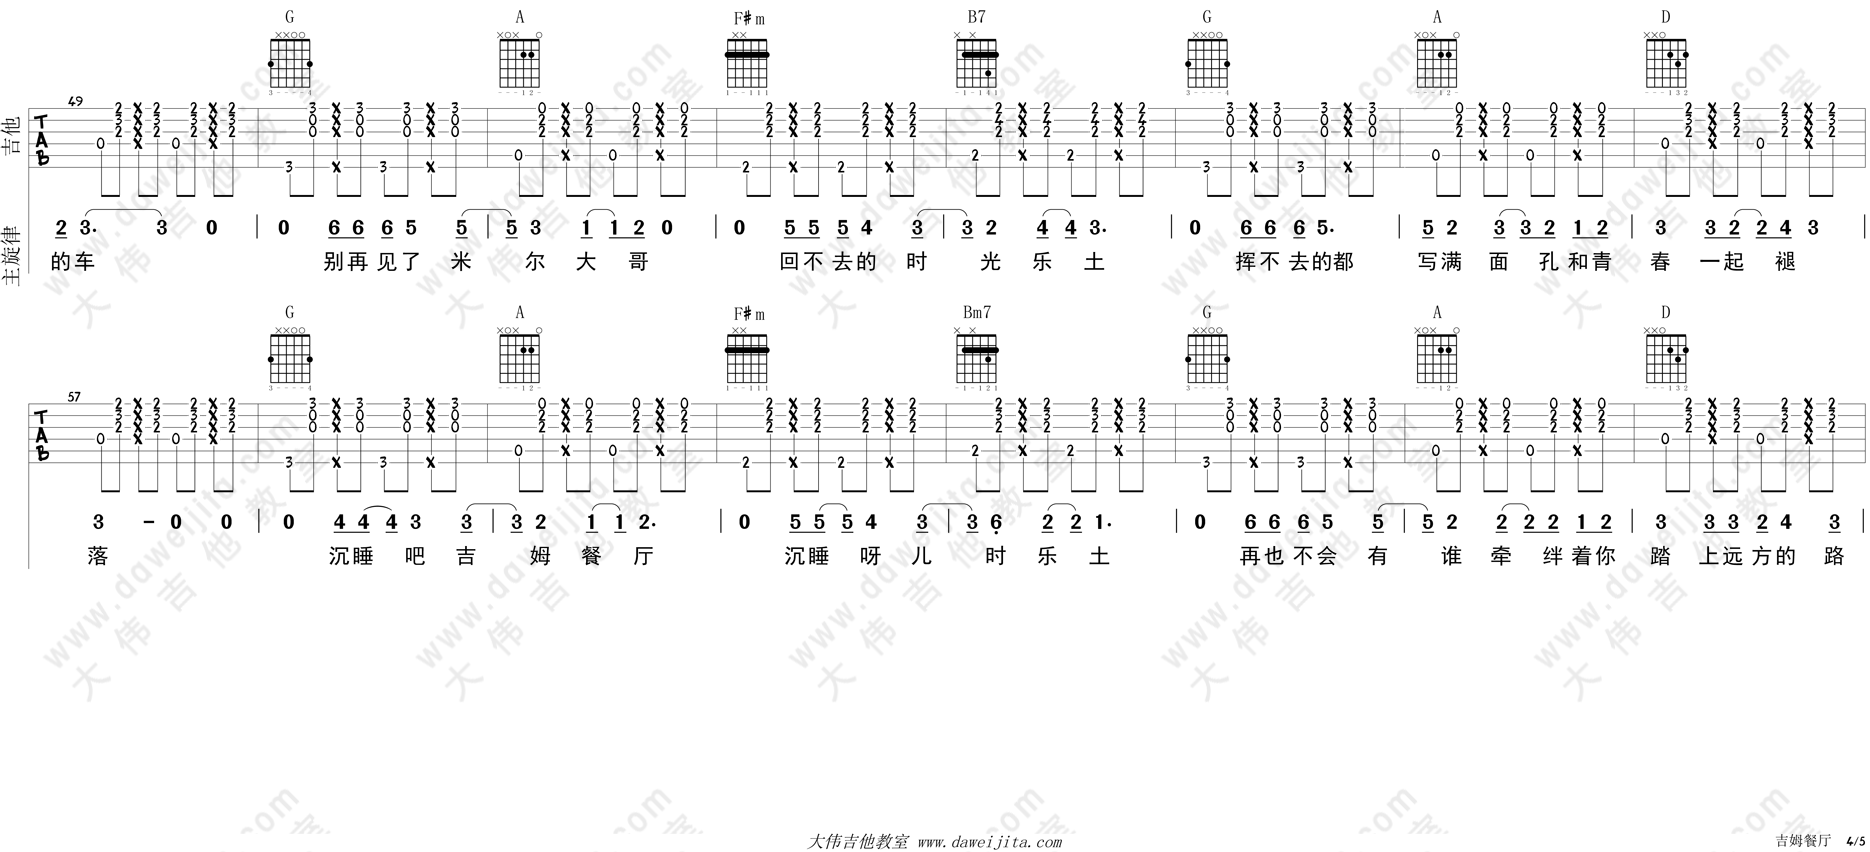 G A F#m B7 G A D
49
吉他 TAB
主旋律 2 3. 3 0 | 0 6 6 6 5 5 | 5 3 1 1 2 0 | 0 5 5 5 4 3 | 3 2 4 4 3. | 0 6 6 6 5. | 5 2 3 3 2 1 2 | 3 3 2 2 4 3 |
的车 别再 见了 米 尔 大 哥 回不 去的 时 光 乐 土 挥不 去的都 写满 面 孔 和 青 春 一起 褪
G A F#m Bm7 G A D
57
TAB
3 - 0 0 | 0 4 4 4 3 3 | 3 2 1 1 2. | 0 5 5 5 4 3 | 3 6 2 2 1. | 0 6 6 6 5 5 | 5 2 2 2 2 1 2 | 3 3 3 2 4 3 |
落 沉睡 吧 吉 姆 餐 厅 沉睡 呀 儿 时 乐 土 再也 不会 有 谁 牵 绊 着你 踏 上远 方的 路
大伟吉他教室 www.daweijita.com
吉姆餐厅 4/5